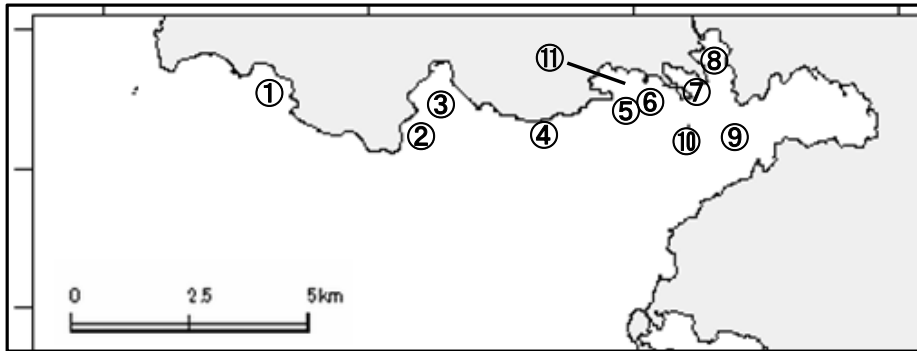 ⑧
⑪
① ③ ⑤ ⑥ ⑦
② ④ ⑩ ⑨
0 2.5 5km